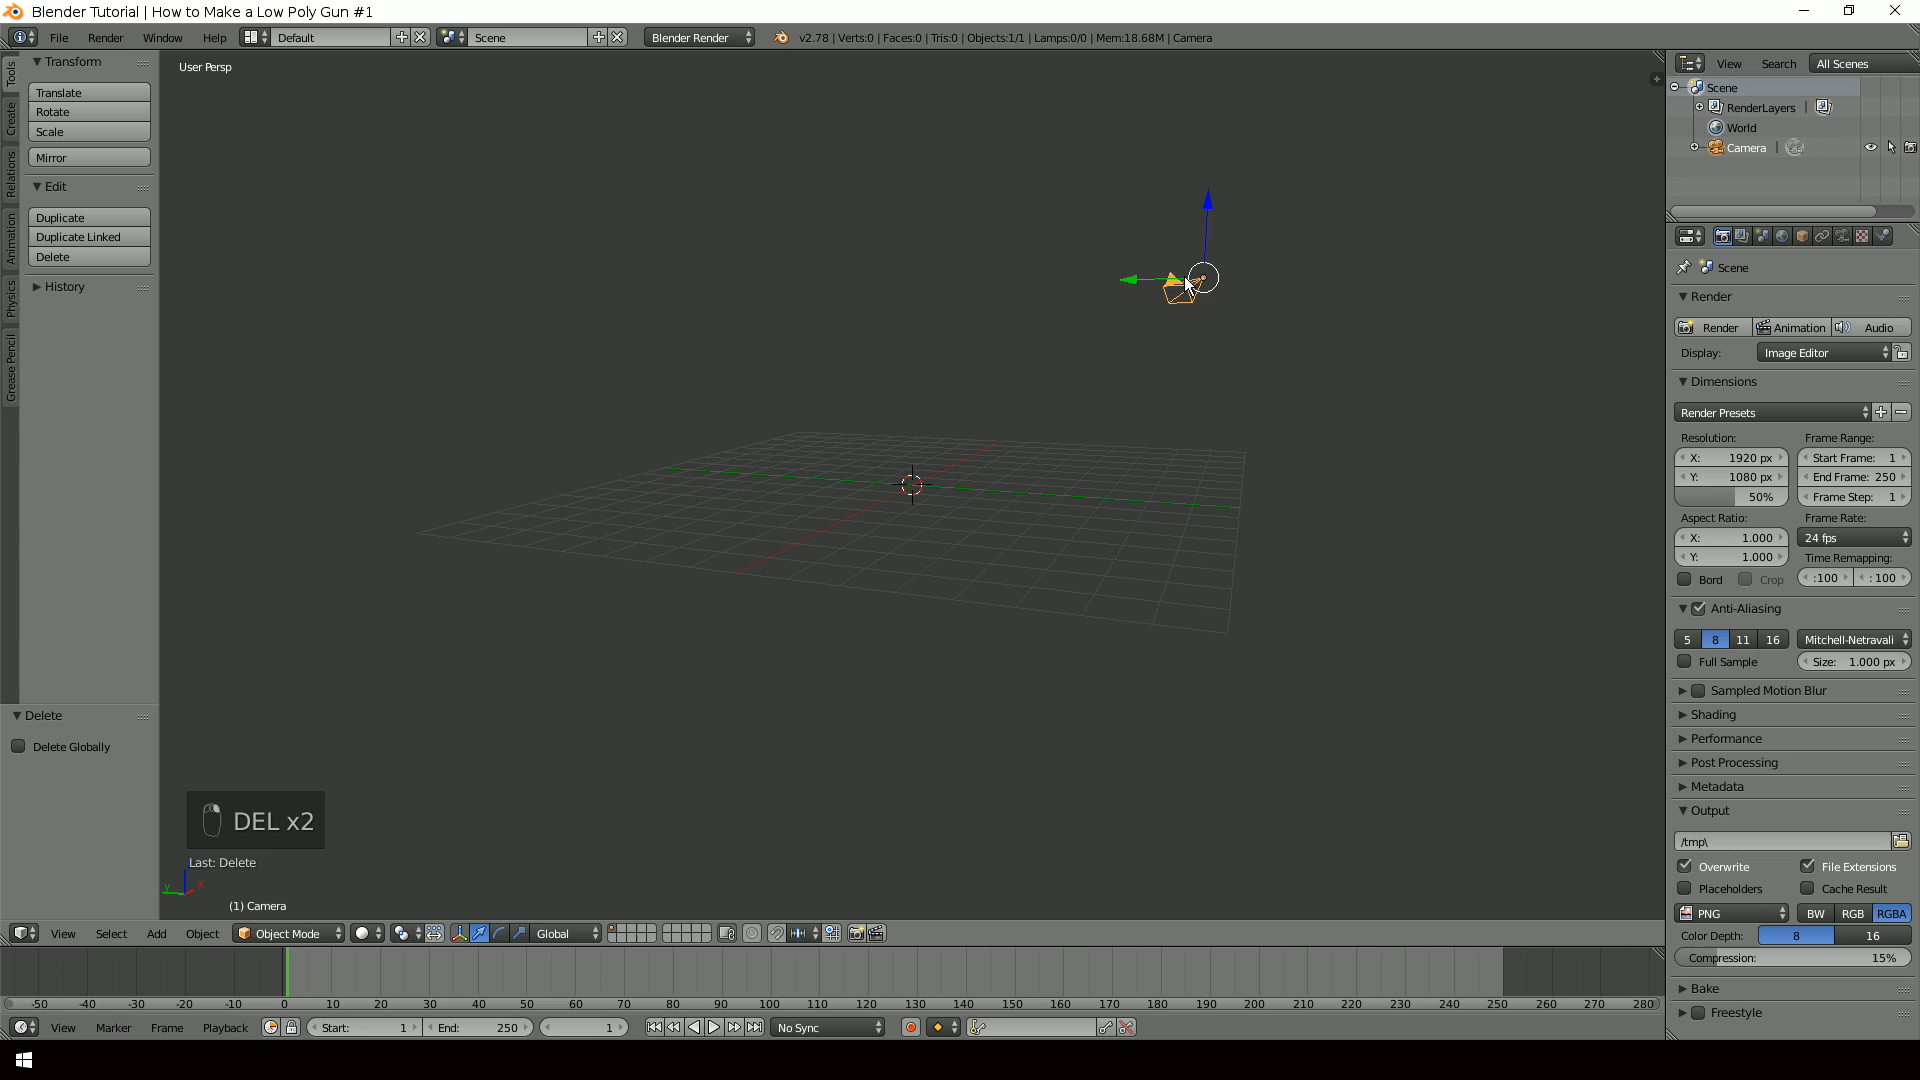 Blender Tutorial | How to Make a Low Poly Gun #1
File Render Window Help Default Scene Blender Render v2.78 | Verts:0 | Faces:0 | Tris:0 | Objects:1/1 | Lamps:0/0 | Mem:18.68M | Camera
Tools
Create
Relations
Animation
Physics
Grease Pencil
Transform
Translate
Rotate
Scale
Mirror
Edit
Duplicate
Duplicate Linked
Delete
History
Delete
Delete Globally
User Persp
DEL x2
Last: Delete
y x
(1) Camera
View Select Add Object Object Mode Global
-50 -40 -30 -20 -10 0 10 20 30 40 50 60 70 80 90 100 110 120 130 140 150 160 170 180 190 200 210 220 230 240 250 260 270 280
View Marker Frame Playback Start: 1 End: 250 1 No Sync
View Search All Scenes
Scene
RenderLayers |
World
Camera |
Scene
Render
Render Animation Audio
Display: Image Editor
Dimensions
Render Presets
Resolution: Frame Range:
X: 1920 px Start Frame: 1
Y: 1080 px End Frame: 250
50% Frame Step: 1
Aspect Ratio: Frame Rate:
X: 1.000 24 fps
Y: 1.000 Time Remapping:
Bord Crop :100 : 100
Anti-Aliasing
5 8 11 16 Mitchell-Netravali
Full Sample Size: 1.000 px
Sampled Motion Blur
Shading
Performance
Post Processing
Metadata
Output
/tmp\
Overwrite File Extensions
Placeholders Cache Result
PNG BW RGB RGBA
Color Depth: 8 16
Compression: 15%
Bake
Freestyle